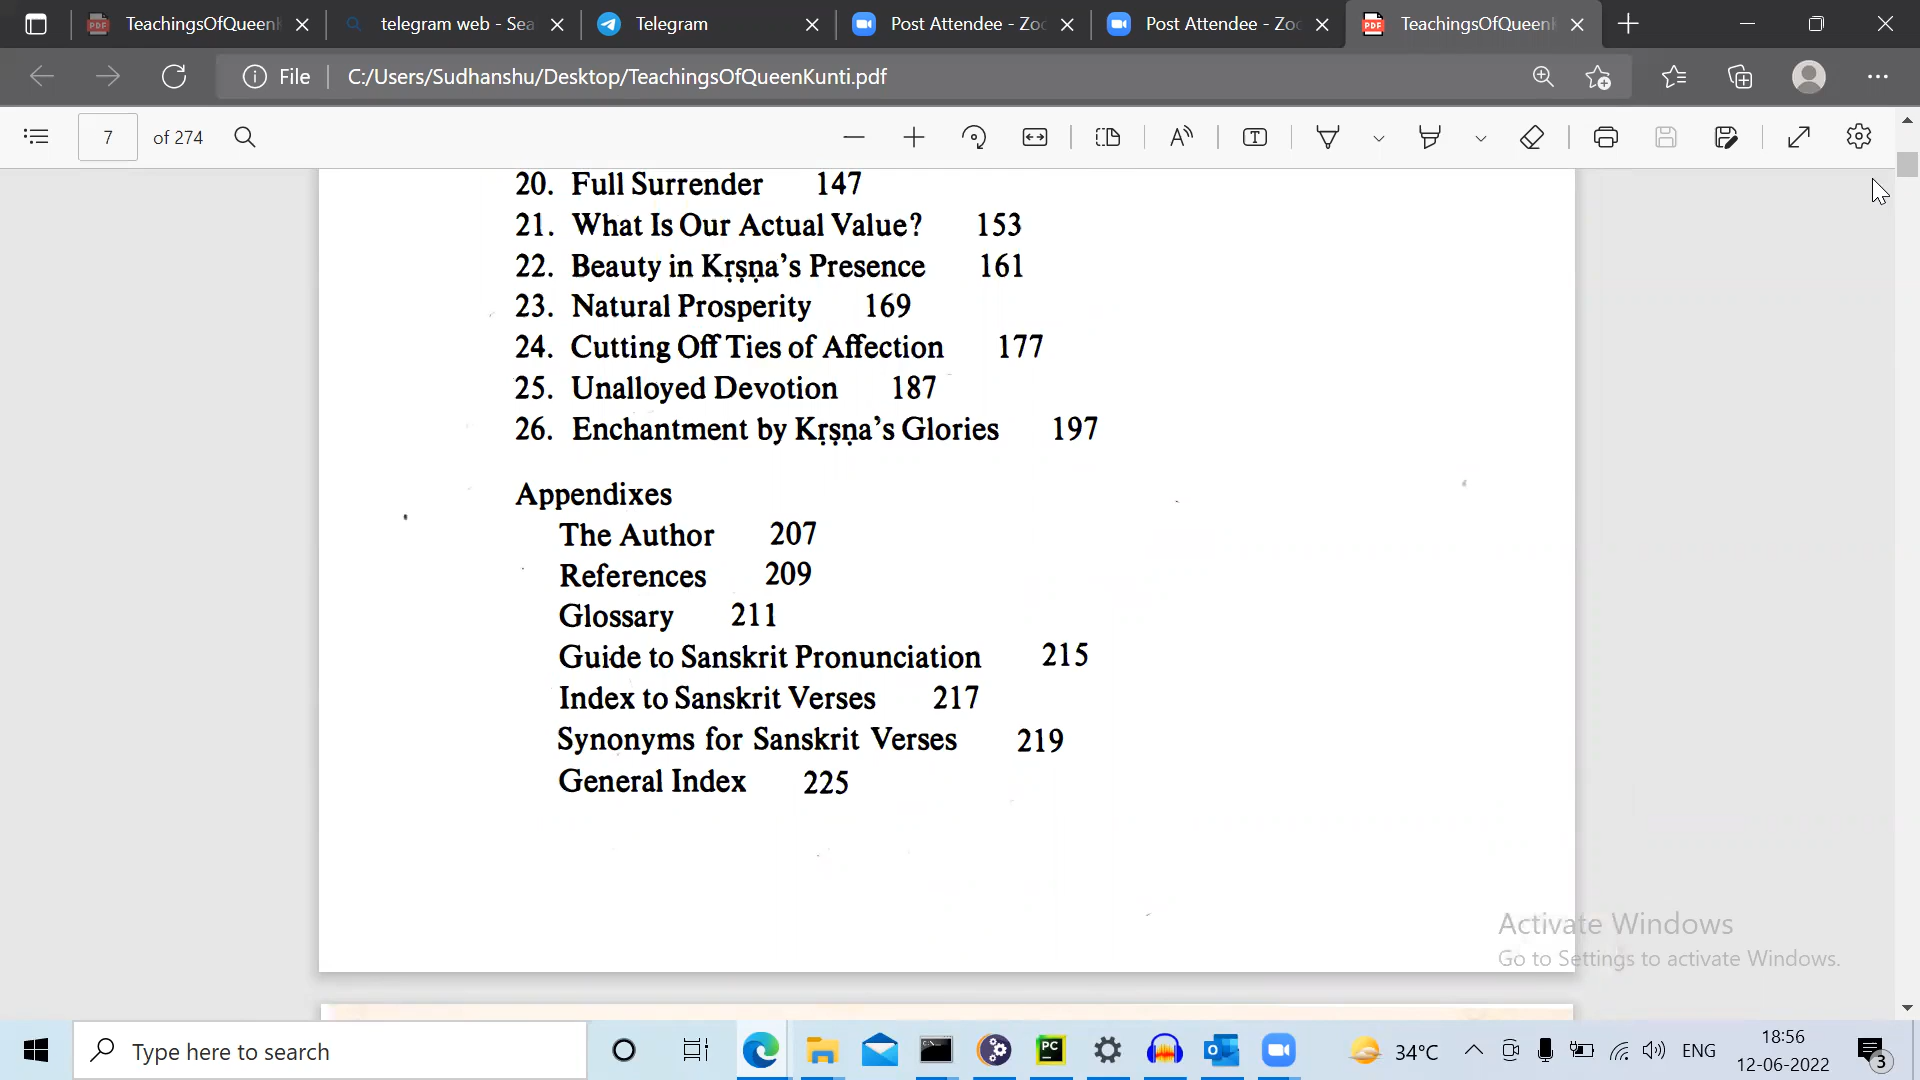 TeachingsOfQueenK
telegram web - Sea
Telegram
Post Attendee - Zoo
Post Attendee - Zoo
TeachingsOfQueenK
File
C:/Users/Sudhanshu/Desktop/TeachingsOfQueenKunti.pdf
7 of 274
20. Full Surrender 147
21. What Is Our Actual Value? 153
22. Beauty in Kṛṣṇa’s Presence 161
23. Natural Prosperity 169
24. Cutting Off Ties of Affection 177
25. Unalloyed Devotion 187
26. Enchantment by Kṛṣṇa’s Glories 197
Appendixes
The Author 207
References 209
Glossary 211
Guide to Sanskrit Pronunciation 215
Index to Sanskrit Verses 217
Synonyms for Sanskrit Verses 219
General Index 225
Activate Windows
Go to Settings to activate Windows.
Type here to search
34°C
ENG
18:56
12-06-2022
3